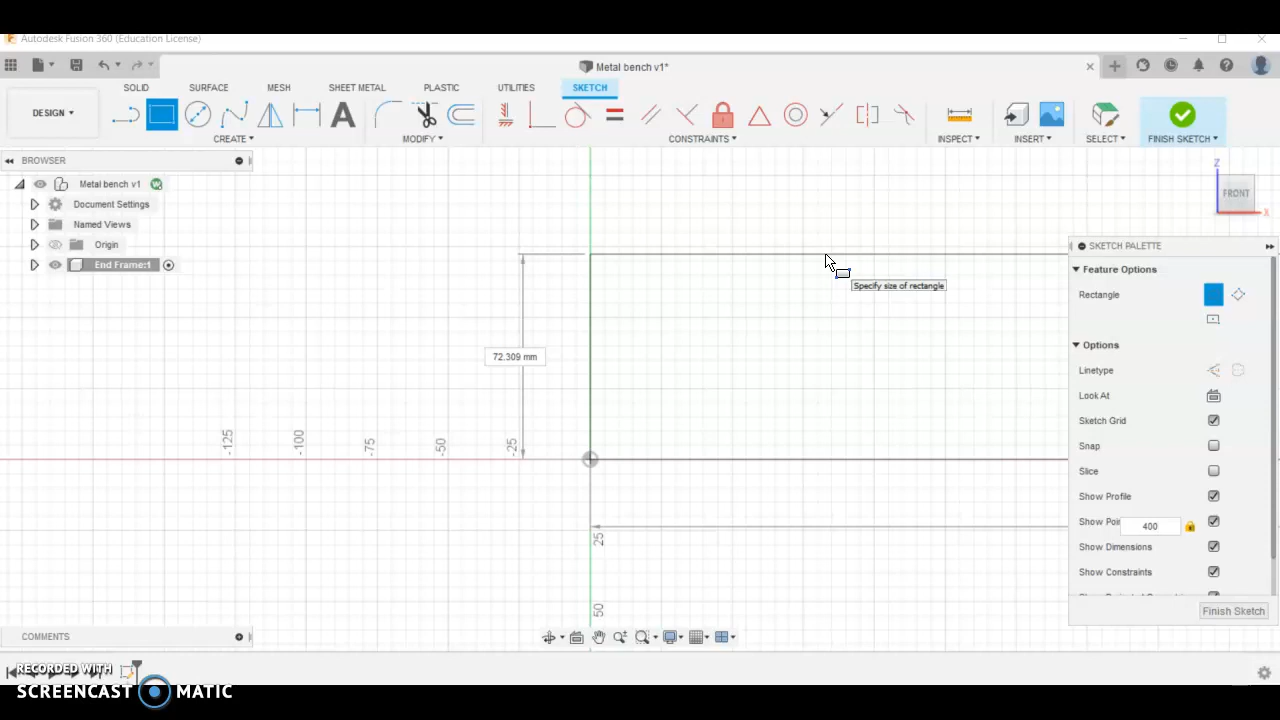 Autodesk Fusion 360 (Education License)
Metal bench v1*
SOLID SURFACE MESH SHEET METAL PLASTIC UTILITIES SKETCH
DESIGN
CREATE MODIFY CONSTRAINTS INSPECT INSERT SELECT FINISH SKETCH
BROWSER
Metal bench v1
Document Settings
Named Views
Origin
End Frame:1
Z
FRONT
X
SKETCH PALETTE
Feature Options
Rectangle
Options
Linetype
Look At
Sketch Grid
Snap
Slice
Show Profile
Show Poi
400
Show Dimensions
Show Constraints
Finish Sketch
Specify size of rectangle
72.309 mm
-125 -100 -75 -50 -25
25
50
COMMENTS
RECORDED WITH
SCREENCAST MATIC